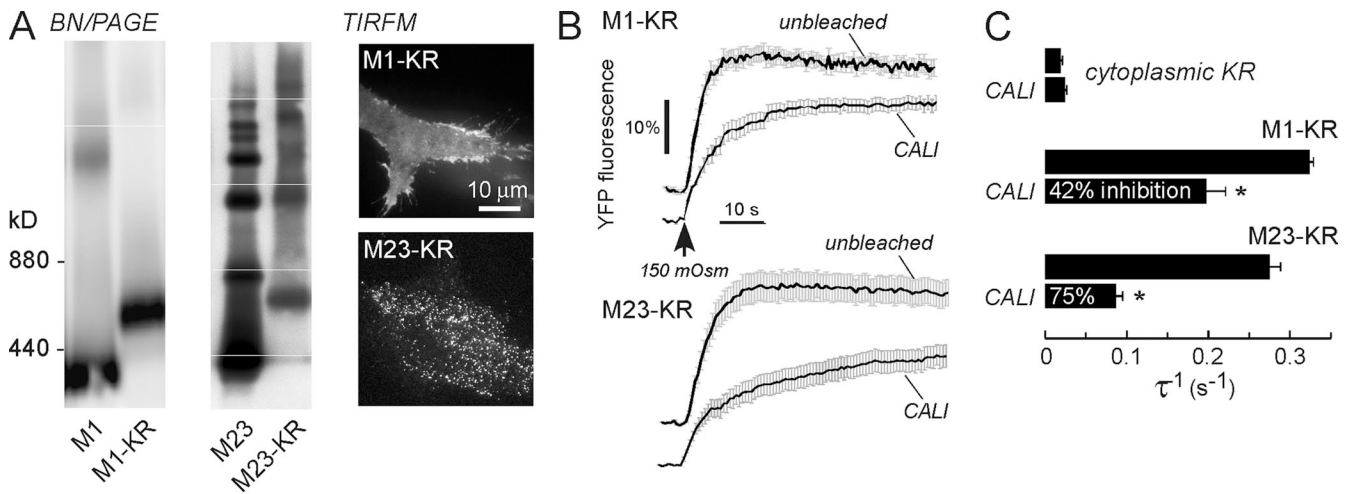 A
BN/PAGE
TIRFM
kD
880
440
M1
M1-KR
M23
M23-KR
M1-KR
10 μm
M23-KR
B
M1-KR
unbleached
YFP fluorescence
10%
CALI
10 s
150 mOsm
M23-KR
unbleached
CALI
C
cytoplasmic KR
CALI
M1-KR
CALI 42% inhibition *
M23-KR
CALI 75% *
0 0.1 0.2 0.3
τ⁻¹ (s⁻¹)